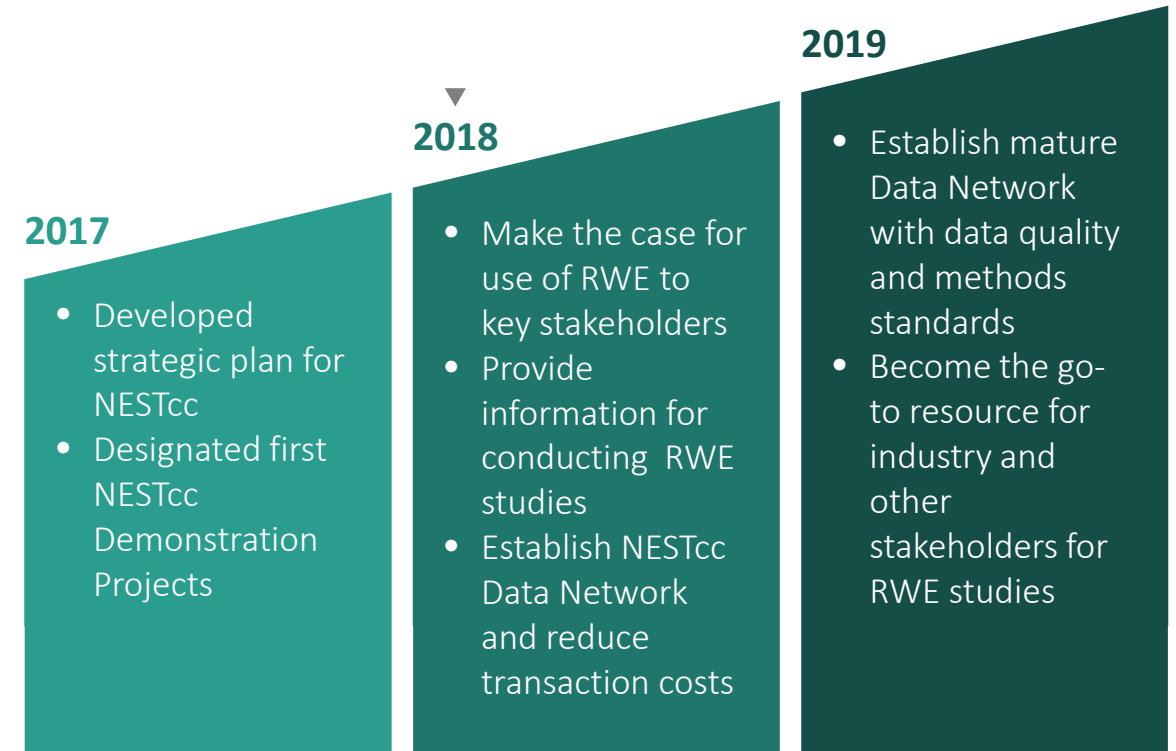 2017
• Developed
strategic plan for
NESTcc
• Designated first
NESTcc
Demonstration
Projects
2018
• Make the case for
use of RWE to
key stakeholders
• Provide
information for
conducting  RWE
studies
• Establish NESTcc
Data Network
and reduce
transaction costs
2019
• Establish mature
Data Network
with data quality
and methods
standards
• Become the go-
to resource for
industry and
other
stakeholders for
RWE studies